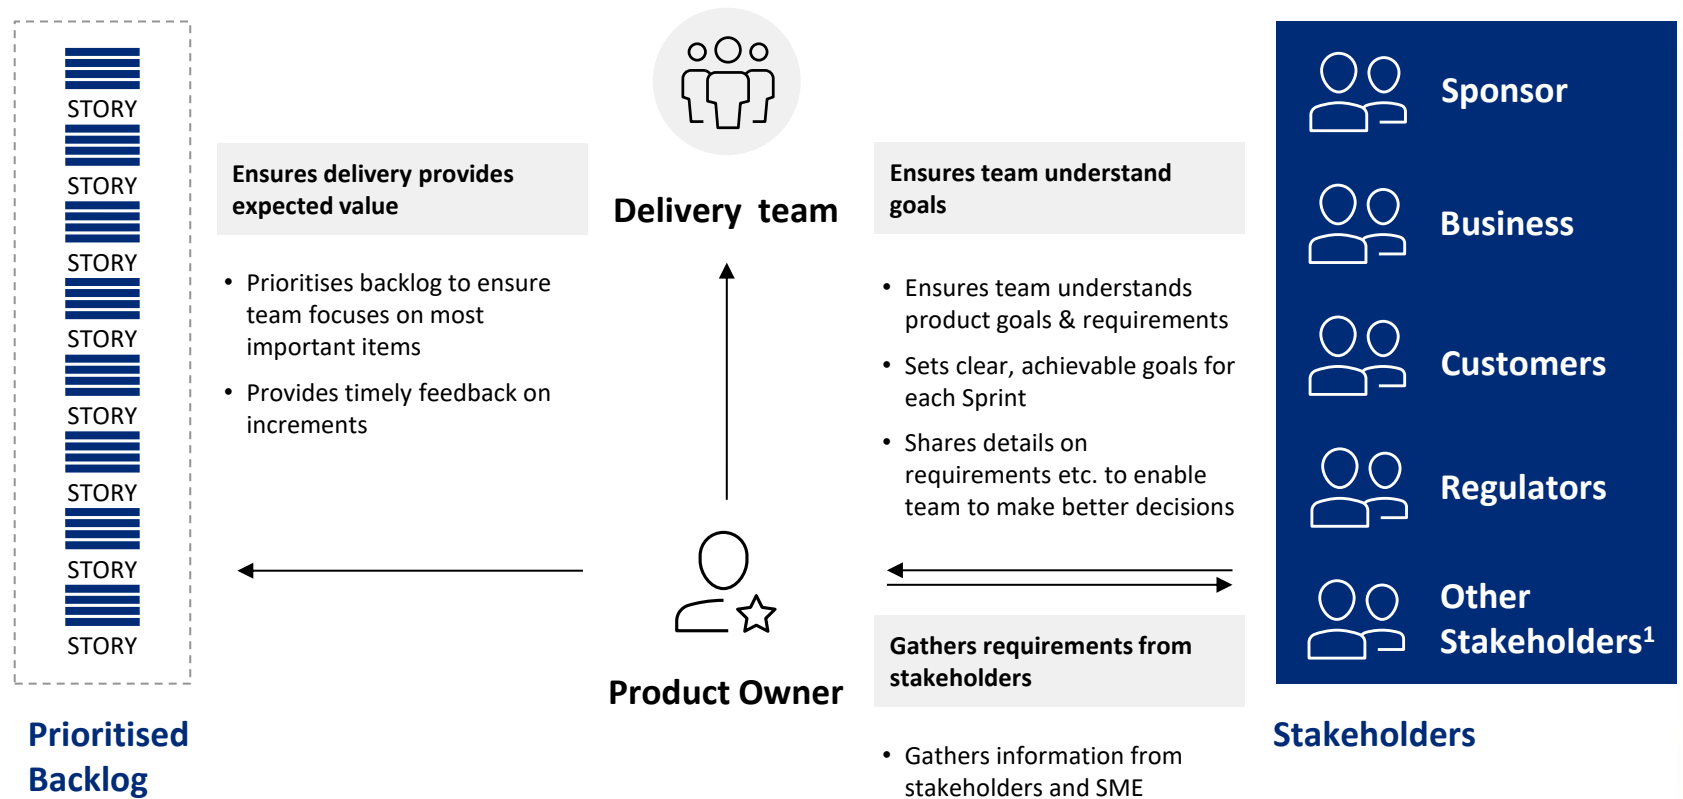 STORY
STORY
STORY
STORY
STORY
STORY
STORY
STORY
Prioritised
Backlog
Ensures delivery provides
expected value
• Prioritises backlog to ensure
team focuses on most
important items
• Provides timely feedback on
increments
Delivery team
Product Owner
Ensures team understand
goals
• Ensures team understands
product goals & requirements
• Sets clear, achievable goals for
each Sprint
• Shares details on
requirements etc. to enable
team to make better decisions
Gathers requirements from
stakeholders
• Gathers information from
stakeholders and SME
Sponsor
Business
Customers
Regulators
Other
Stakeholders¹
Stakeholders